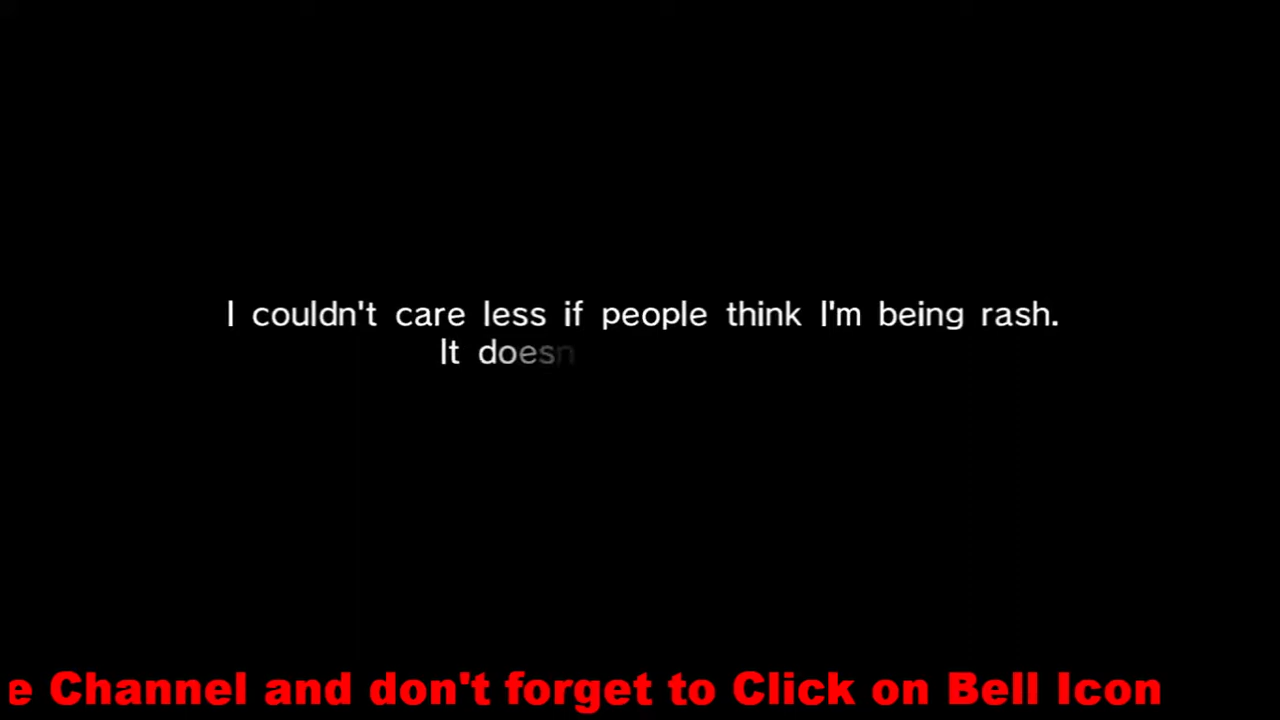 I couldn't care less if people think I'm being rash.
It doesn
e Channel and don't forget to Click on Bell Icon